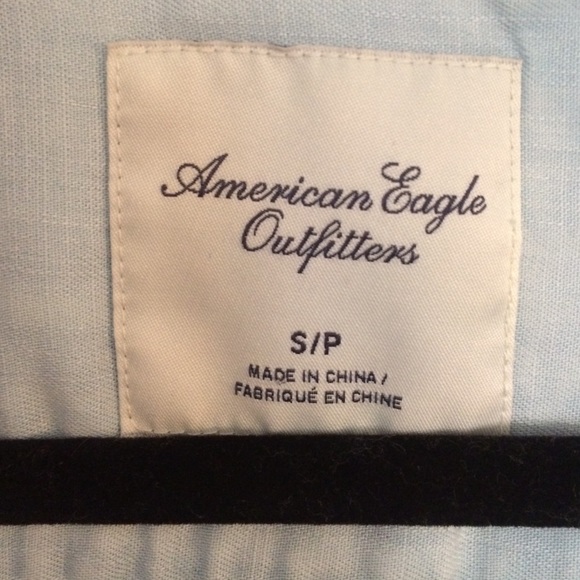 American Eagle
Outfitters
S/P
MADE IN CHINA/
FABRIQUÉ EN CHINE